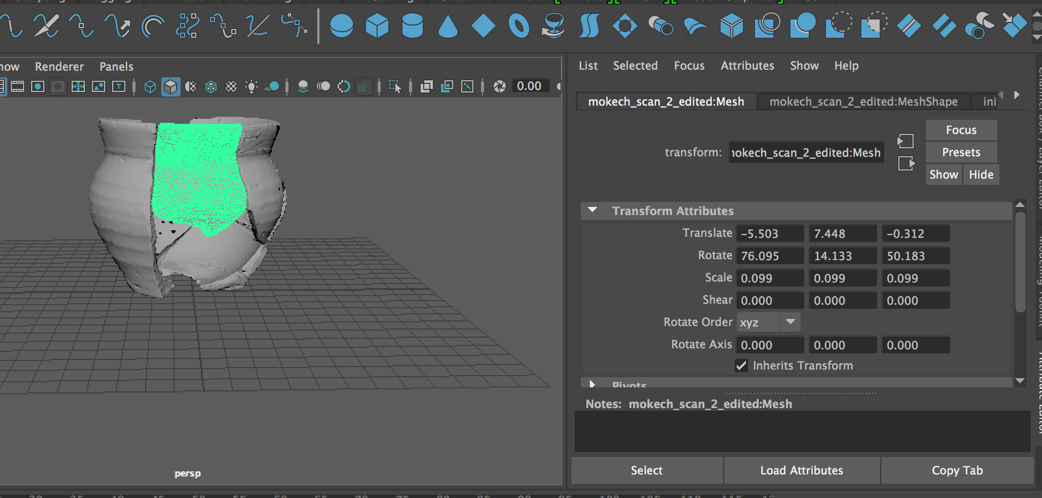 Renderer Panels
0.00
persp
List Selected Focus Attributes Show Help
mokech_scan_2_edited:Mesh mokech_scan_2_edited:MeshShape ini
transform: mokech_scan_2_edited:Mesh
Focus
Presets
Show Hide
Transform Attributes
Translate -5.503 7.448 -0.312
Rotate 76.095 14.133 50.183
Scale 0.099 0.099 0.099
Shear 0.000 0.000 0.000
Rotate Order xyz
Rotate Axis 0.000 0.000 0.000
Inherits Transform
Pivots
Notes: mokech_scan_2_edited:Mesh
Select Load Attributes Copy Tab